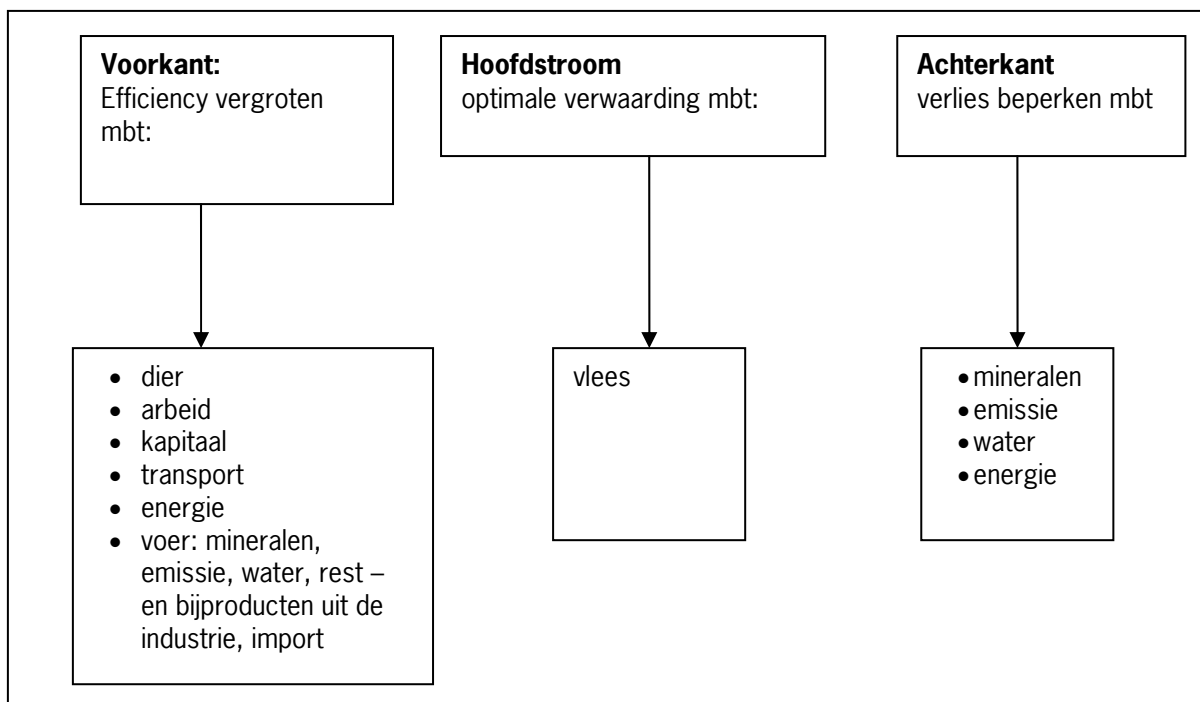 Voorkant:
Efficiency vergroten
mbt:
Hoofdstroom
optimale verwaarding mbt:
Achterkant
verlies beperken mbt
• dier
• arbeid
• kapitaal
• transport
• energie
• voer: mineralen,
emissie, water, rest –
en bijproducten uit de
industrie, import
vlees
• mineralen
• emissie
• water
• energie